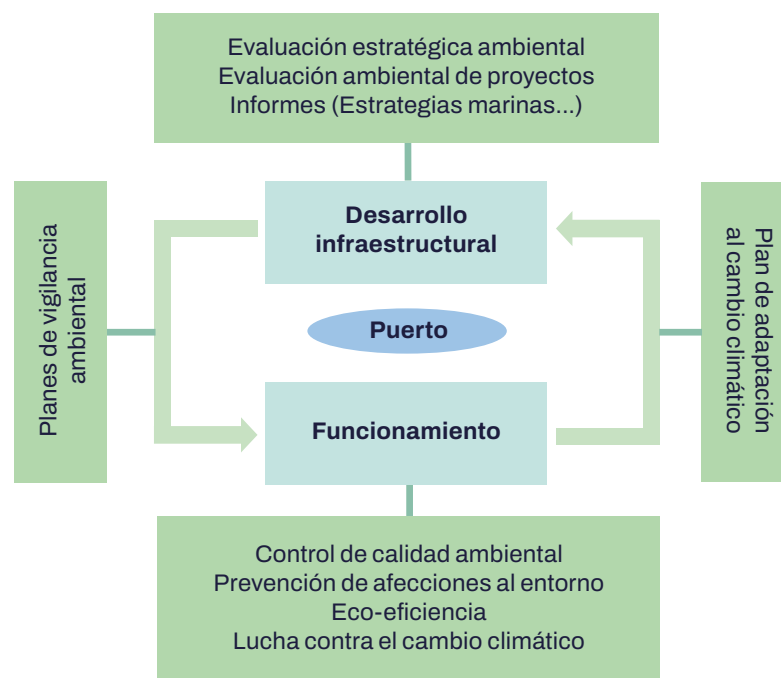 Evaluación estratégica ambiental
Evaluación ambiental de proyectos
Informes (Estrategias marinas...)
Desarrollo
infraestructural
Planes de vigilancia
ambiental
Puerto
Plan de adaptación
al cambio climático
Funcionamiento
Control de calidad ambiental
Prevención de afecciones al entorno
Eco-eficiencia
Lucha contra el cambio climático